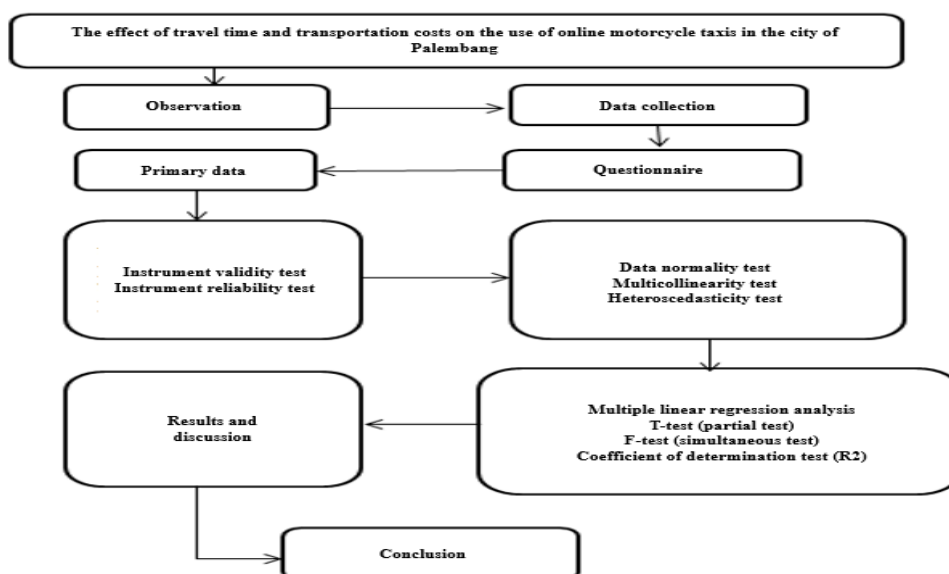 The effect of travel time and transportation costs on the use of online motorcycle taxis in the city of
Palembang
Observation
Data collection
Questionnaire
Primary data
Instrument validity test
Instrument reliability test
Data normality test
Multicollinearity test
Heteroscedasticity test
Multiple linear regression analysis
T-test (partial test)
F-test (simultaneous test)
Coefficient of determination test (R2)
Results and
discussion
Conclusion